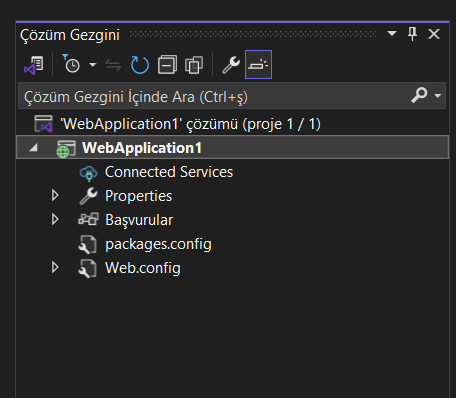 Çözüm Gezgini
Çözüm Gezgini İçinde Ara (Ctrl+ş)
'WebApplication1' çözümü (proje 1 / 1)
WebApplication1
Connected Services
Properties
Başvurular
packages.config
Web.config